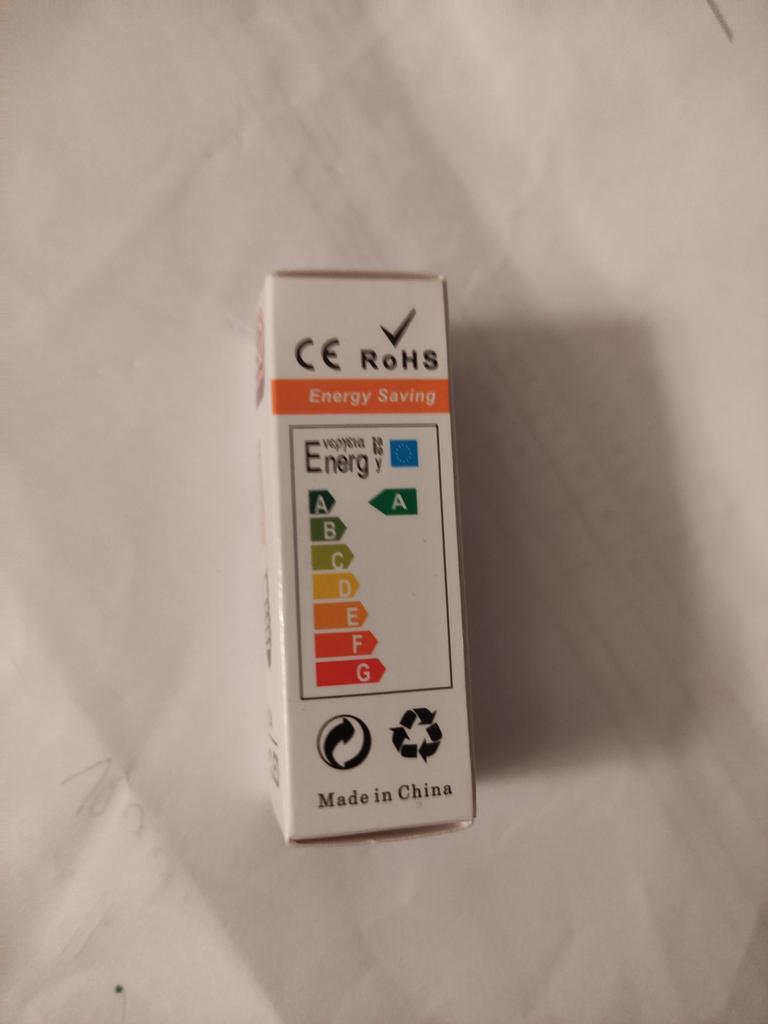 CE RoHS
Energy Saving
Energ
A A
B
C
D
E
F
G
Made in China